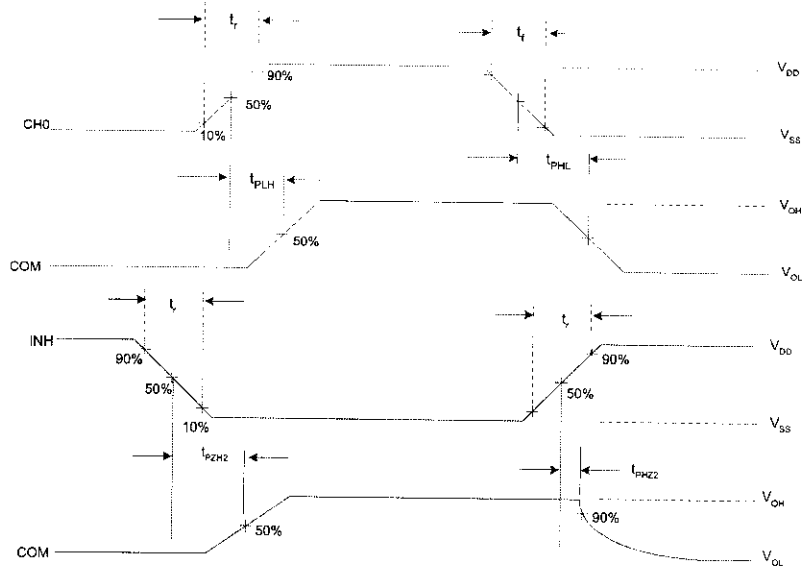 tr tf
90% VDD
50%
CH0 10% VSS
tPLH tPHL
VOH
50%
COM VOL
tr tr
INH VDD
90% 90%
50% 50%
10% VSS
tPZH2 tPHZ2
VOH
90%
50%
COM VOL